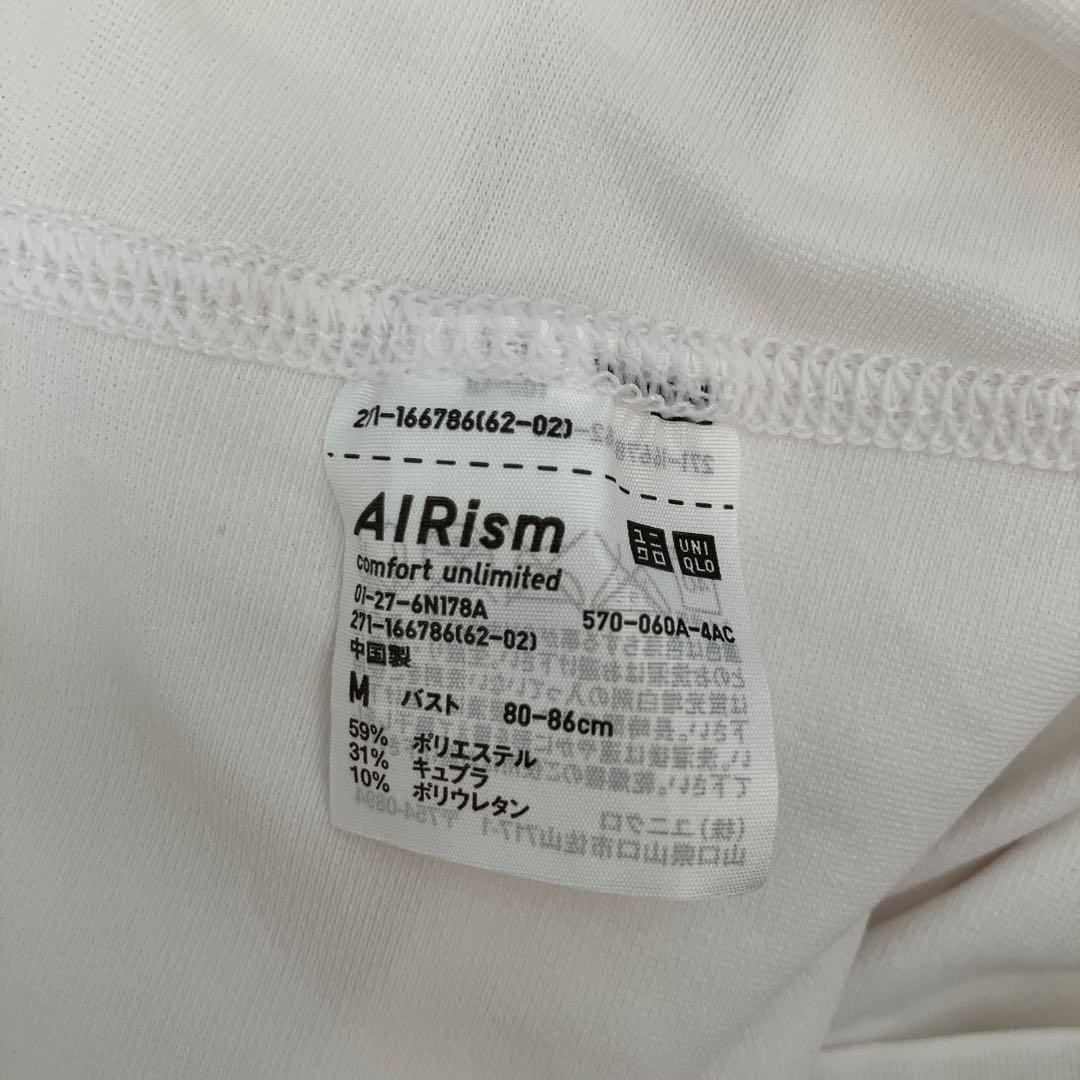 271-166786(62-02)
AIRism
ユニクロ
UNIQLO
comfort unlimited
01-27-6N178A
570-060A-4AC
271-166786(62-02)
中国製
M バスト 80-86cm
59% ポリエステル
31% キュプラ
10% ポリウレタン
(株)ユニクロ
山口県山口市佐山717-1 〒754-0894